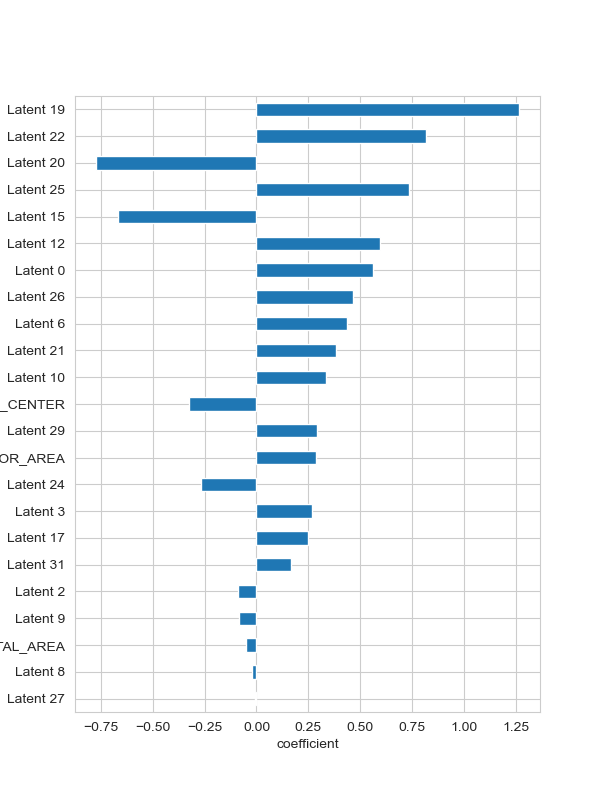 Latent 19
Latent 22
Latent 20
Latent 25
Latent 15
Latent 12
Latent 0
Latent 26
Latent 6
Latent 21
Latent 10
_CENTER
Latent 29
OR_AREA
Latent 24
Latent 3
Latent 17
Latent 31
Latent 2
Latent 9
TAL_AREA
Latent 8
Latent 27
−0.75 −0.50 −0.25 0.00 0.25 0.50 0.75 1.00 1.25
coefficient